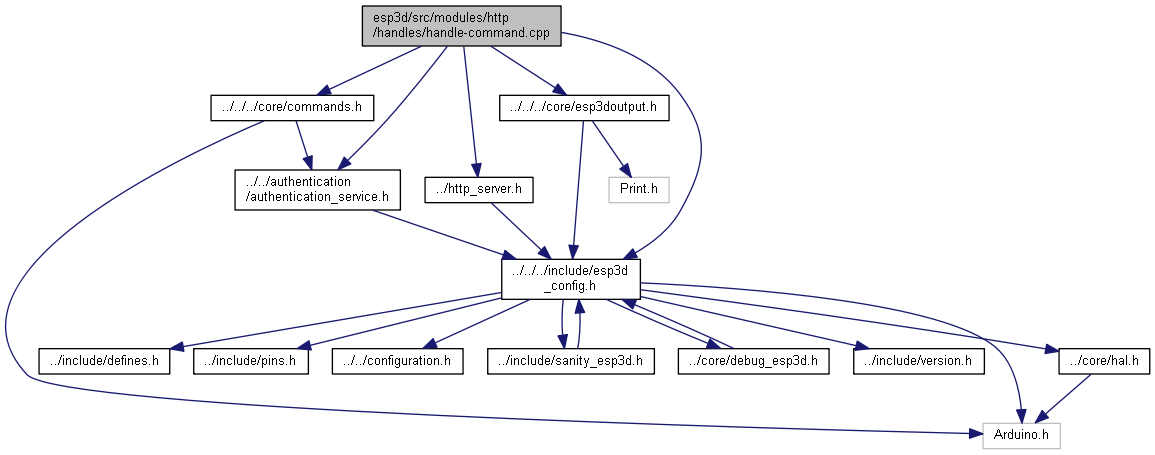 esp3d/src/modules/http
/handles/handle-command.cpp
../../../core/commands.h
../../../core/esp3doutput.h
../../authentication
/authentication_service.h
../http_server.h
Print.h
../../../include/esp3d
_config.h
../include/defines.h
../include/pins.h
../../configuration.h
../include/sanity_esp3d.h
../core/debug_esp3d.h
../include/version.h
../core/hal.h
Arduino.h